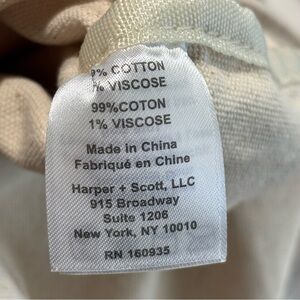 % COTTON
% VISCOSE
99%COTON
1% VISCOSE
Made in China
Fabriqué en Chine
Harper + Scott, LLC
915 Broadway
Suite 1206
New York, NY 10010
RN 160935